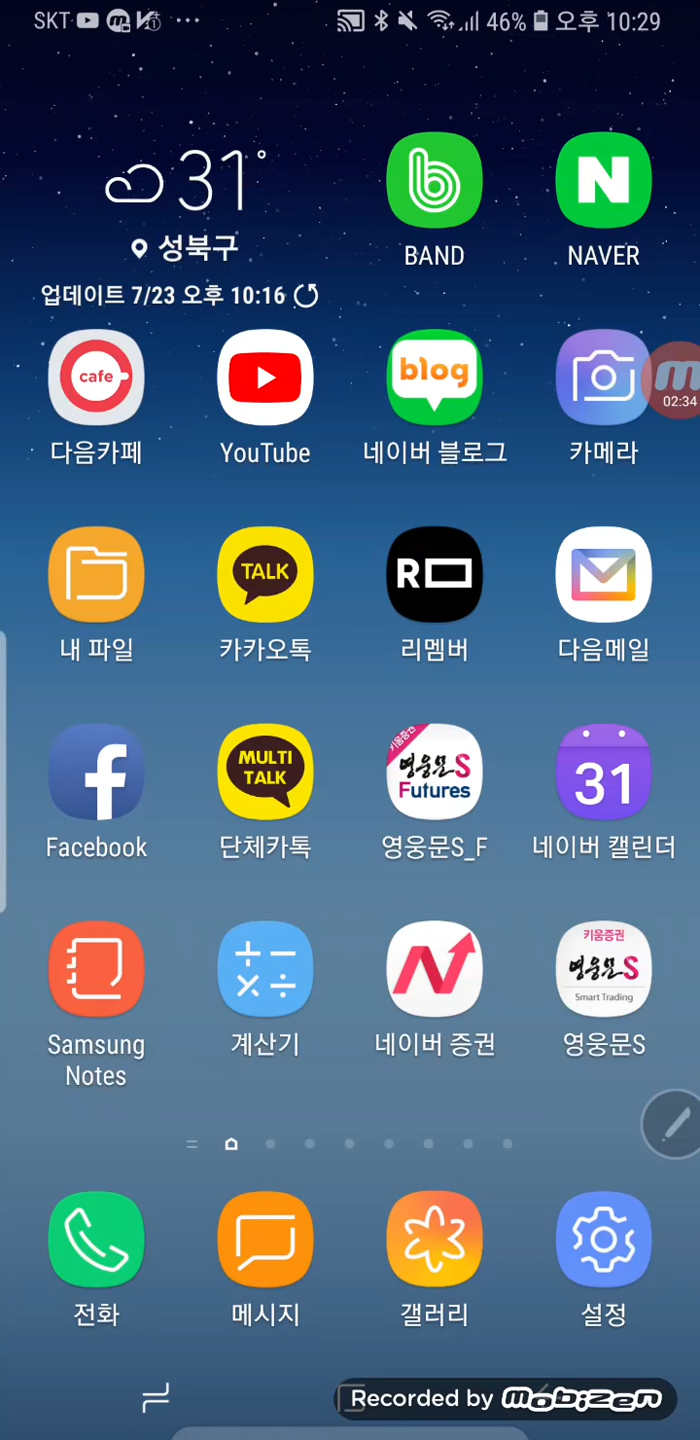 SKT 46% 오후 10:29
31°
성북구
업데이트 7/23 오후 10:16
BAND
N
NAVER
cafe
다음카페
YouTube
blog
네이버 블로그
카메라
02:34
내 파일
TALK
카카오톡
R
리멤버
다음메일
f
Facebook
MULTI
TALK
단체카톡
키움증권
영웅문S
Futures
영웅문S_F
31
네이버 캘린더
Samsung
Notes
계산기
네이버 증권
키움증권
영웅문S
Smart Trading
영웅문S
전화
메시지
갤러리
설정
Recorded by mobizen